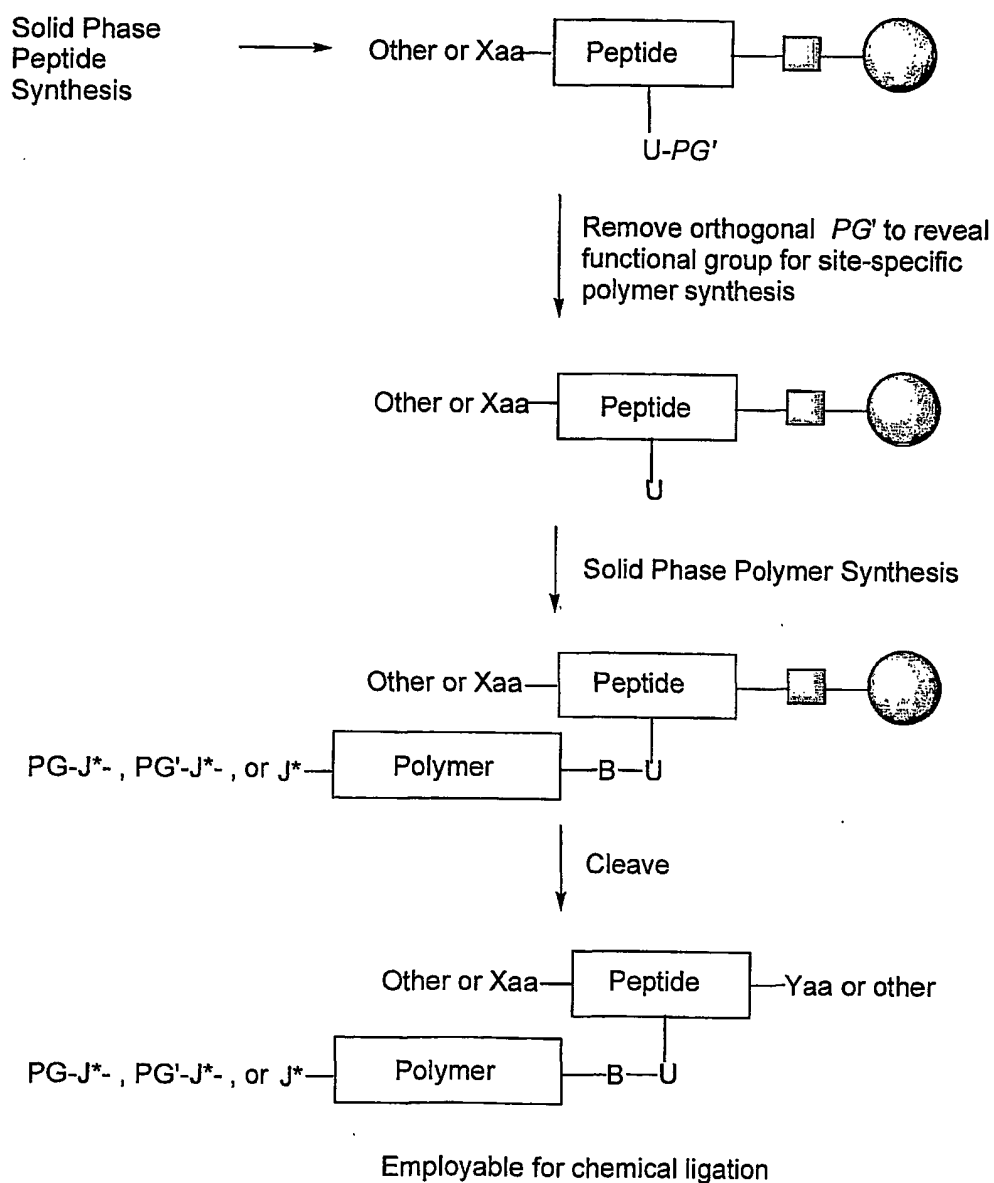 Solid Phase
Peptide
Synthesis
Other or Xaa
Peptide
U-PG'
Remove orthogonal PG' to reveal
functional group for site-specific
polymer synthesis
Other or Xaa
Peptide
U
Solid Phase Polymer Synthesis
Other or Xaa
Peptide
PG-J*- , PG'-J*- , or J*
Polymer
B
U
Cleave
Other or Xaa
Peptide
Yaa or other
PG-J*- , PG'-J*- , or J*
Polymer
B
U
Employable for chemical ligation